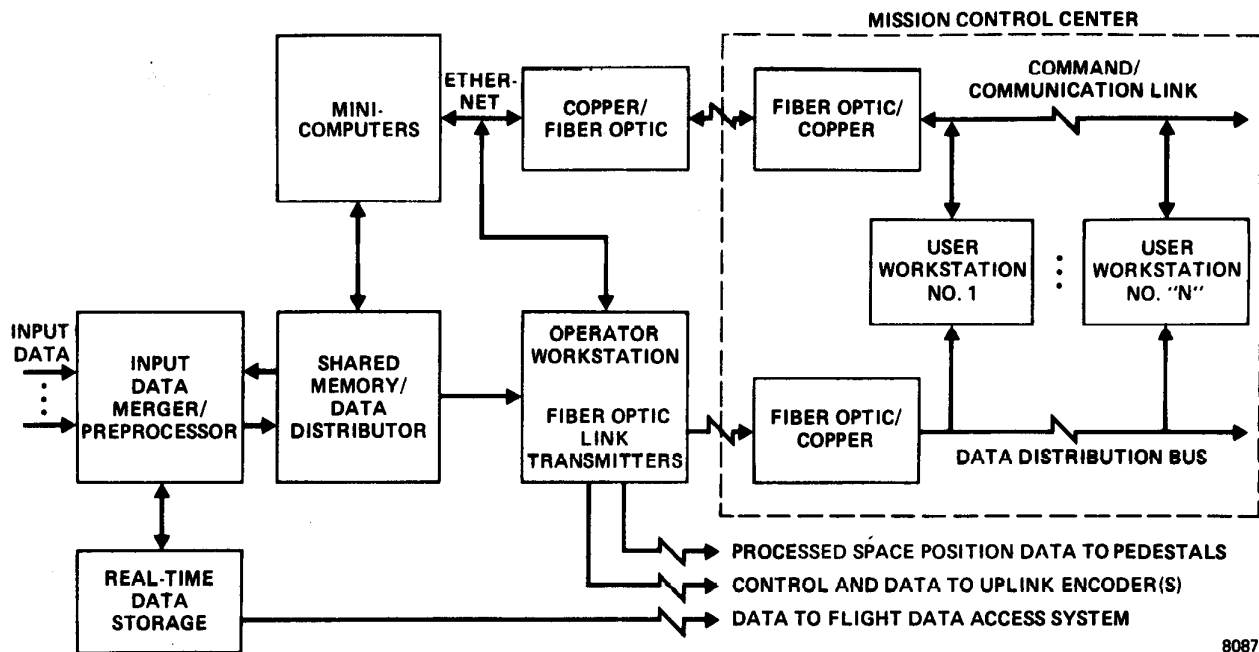 MISSION CONTROL CENTER
MINI-
COMPUTERS
ETHER-
NET
COPPER/
FIBER OPTIC
FIBER OPTIC/
COPPER
COMMAND/
COMMUNICATION LINK
USER
WORKSTATION
NO. 1
USER
WORKSTATION
NO. "N"
INPUT
DATA
INPUT
DATA
MERGER/
PREPROCESSOR
SHARED
MEMORY/
DATA
DISTRIBUTOR
OPERATOR
WORKSTATION
FIBER OPTIC
LINK
TRANSMITTERS
FIBER OPTIC/
COPPER
DATA DISTRIBUTION BUS
REAL-TIME
DATA
STORAGE
PROCESSED SPACE POSITION DATA TO PEDESTALS
CONTROL AND DATA TO UPLINK ENCODER(S)
DATA TO FLIGHT DATA ACCESS SYSTEM
8087